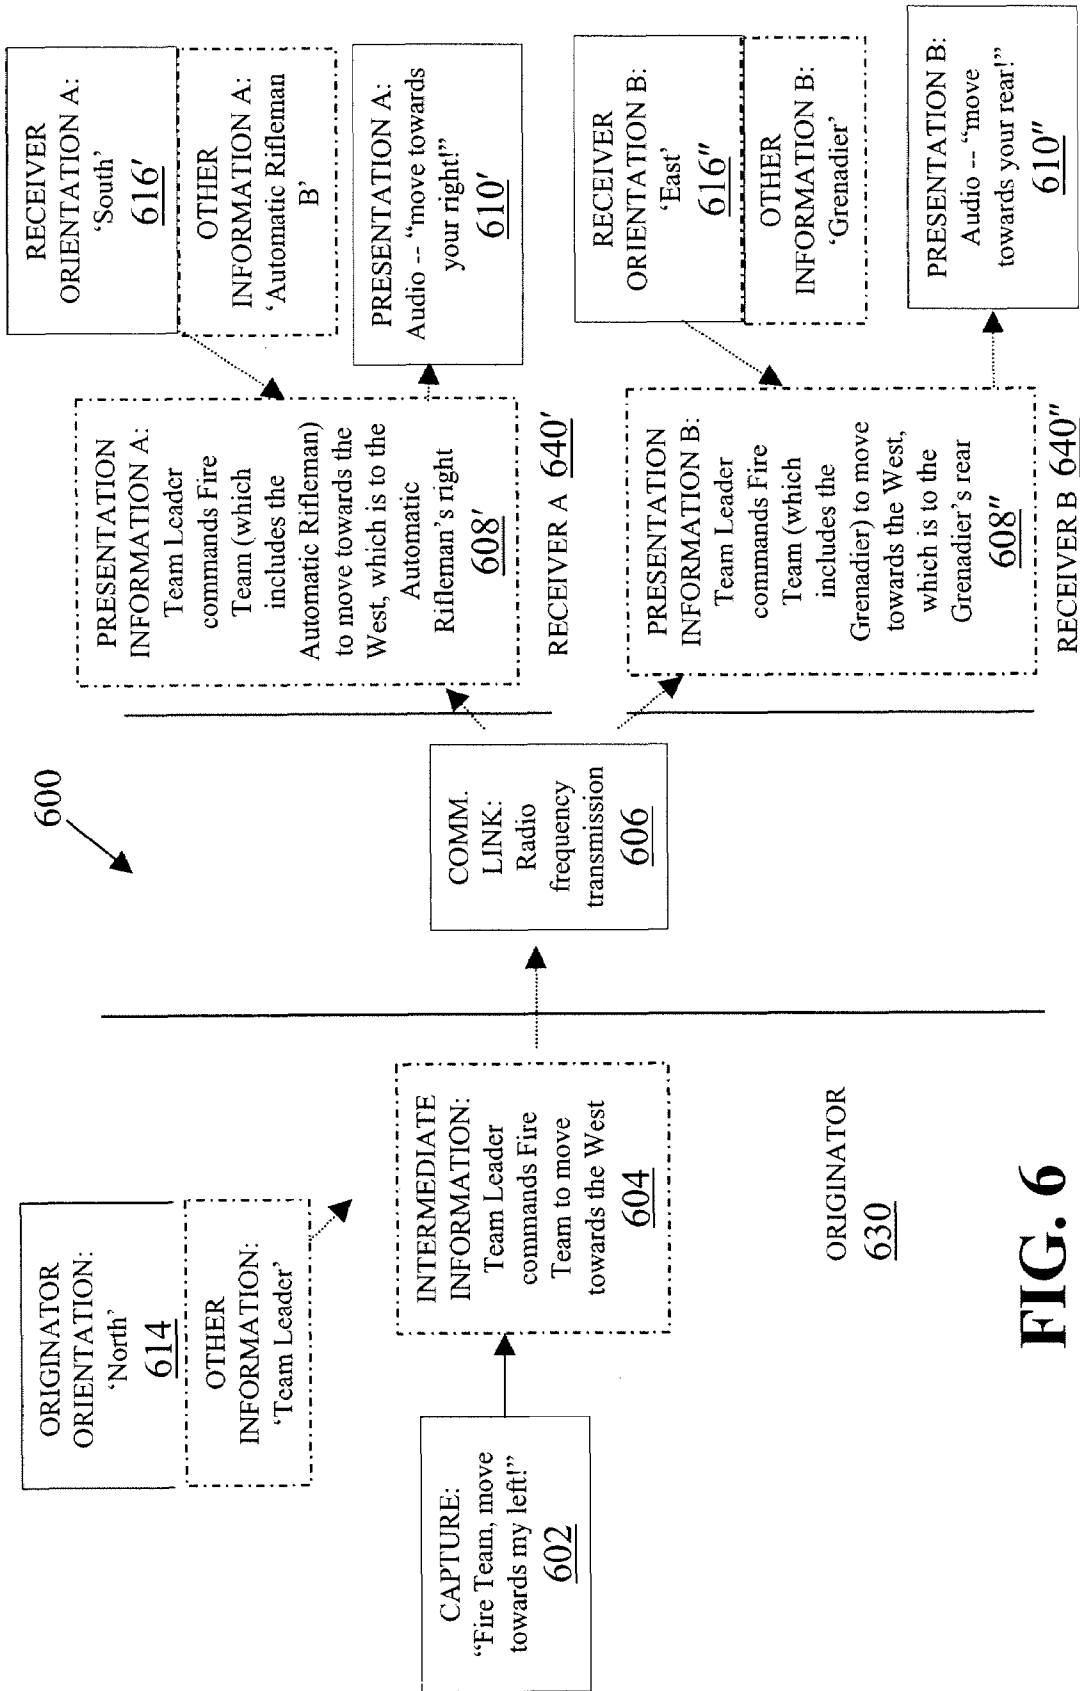 600
ORIGINATOR
ORIENTATION:
‘North’
614
OTHER
INFORMATION:
‘Team Leader’
CAPTURE:
“Fire Team, move
towards my left!”
602
INTERMEDIATE
INFORMATION:
Team Leader
commands Fire
Team to move
towards the West
604
ORIGINATOR
630
COMM.
LINK:
Radio
frequency
transmission
606
PRESENTATION
INFORMATION A:
Team Leader
commands Fire
Team (which
includes the
Automatic Rifleman)
to move towards the
West, which is to the
Automatic
Rifleman’s right
608′
RECEIVER A 640′
RECEIVER
ORIENTATION A:
‘South’
616′
OTHER
INFORMATION A:
‘Automatic Rifleman
B’
PRESENTATION A:
Audio -- “move towards
your right!”
610′
PRESENTATION
INFORMATION B:
Team Leader
commands Fire
Team (which
includes the
Grenadier) to move
towards the West,
which is to the
Grenadier’s rear
608″
RECEIVER B 640″
RECEIVER
ORIENTATION B:
‘East’
616″
OTHER
INFORMATION B:
‘Grenadier’
PRESENTATION B:
Audio -- “move
towards your rear!”
610″
FIG. 6